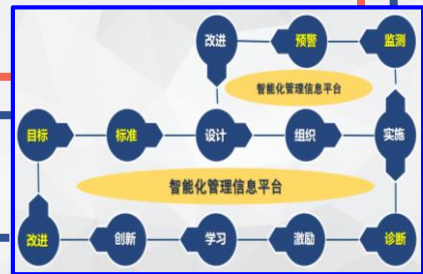 改进 预警 监测
智能化管理信息平台
目标 标准 设计 组织 实施
智能化管理信息平台
改进 创新 学习 激励 诊断